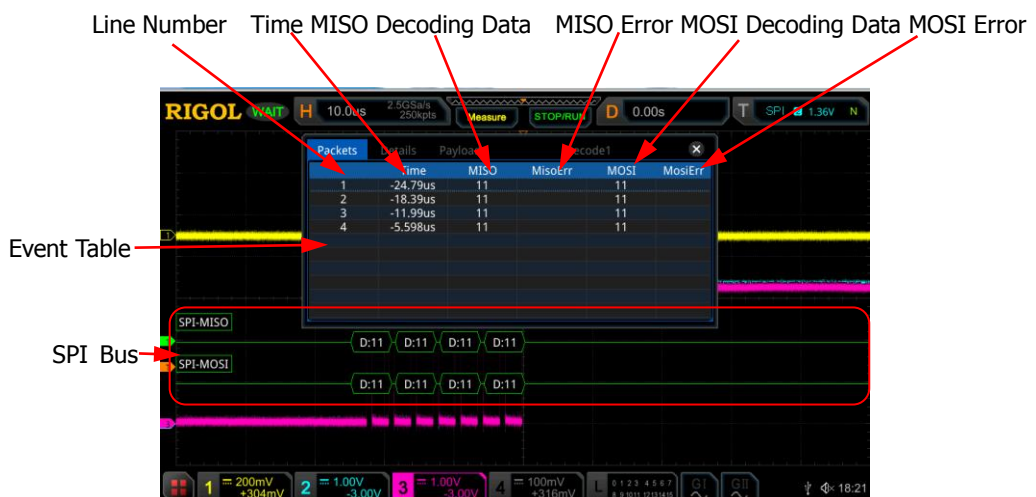 Line Number Time MISO Decoding Data MISO Error MOSI Decoding Data MOSI Error
RIGOL WAIT H 10.0us 2.5GSa/s 250kpts Measure STOP/RUN D 0.00s T SPI 1.36V N
Packets Details
Time MISO MisoErr MOSI MosiErr
1 -24.79us 11 11
2 -18.39us 11 11
3 -11.99us 11 11
4 -5.598us 11 11
Event Table
SPI Bus
SPI-MISO
D:11 D:11 D:11 D:11
SPI-MOSI
D:11 D:11 D:11 D:11
1 200mV +304mV 2 1.00V -3.00V 3 1.00V -3.00V 4 100mV +316mV L 0 1 2 3 4 5 6 7 8 9 10 11 12 13 14 15 GI GII 18:21